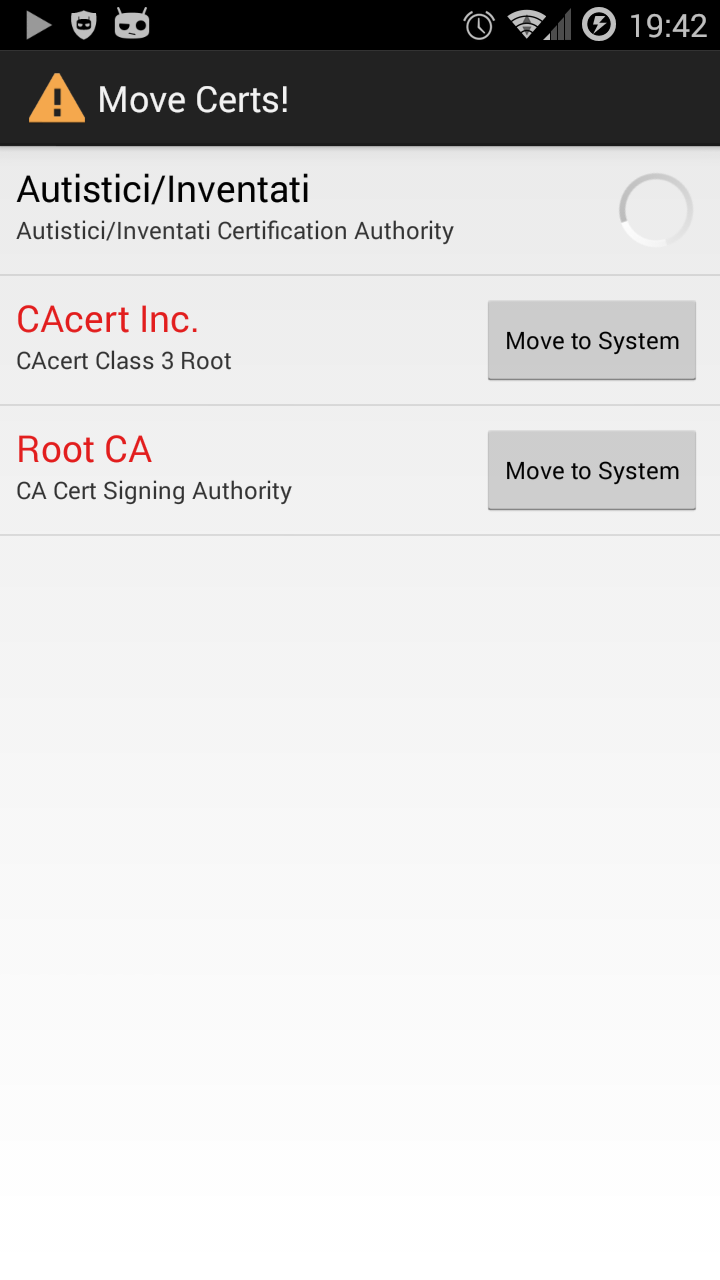 19:42
Move Certs!
Autistici/Inventati
Autistici/Inventati Certification Authority
CAcert Inc.
CAcert Class 3 Root
Move to System
Root CA
CA Cert Signing Authority
Move to System